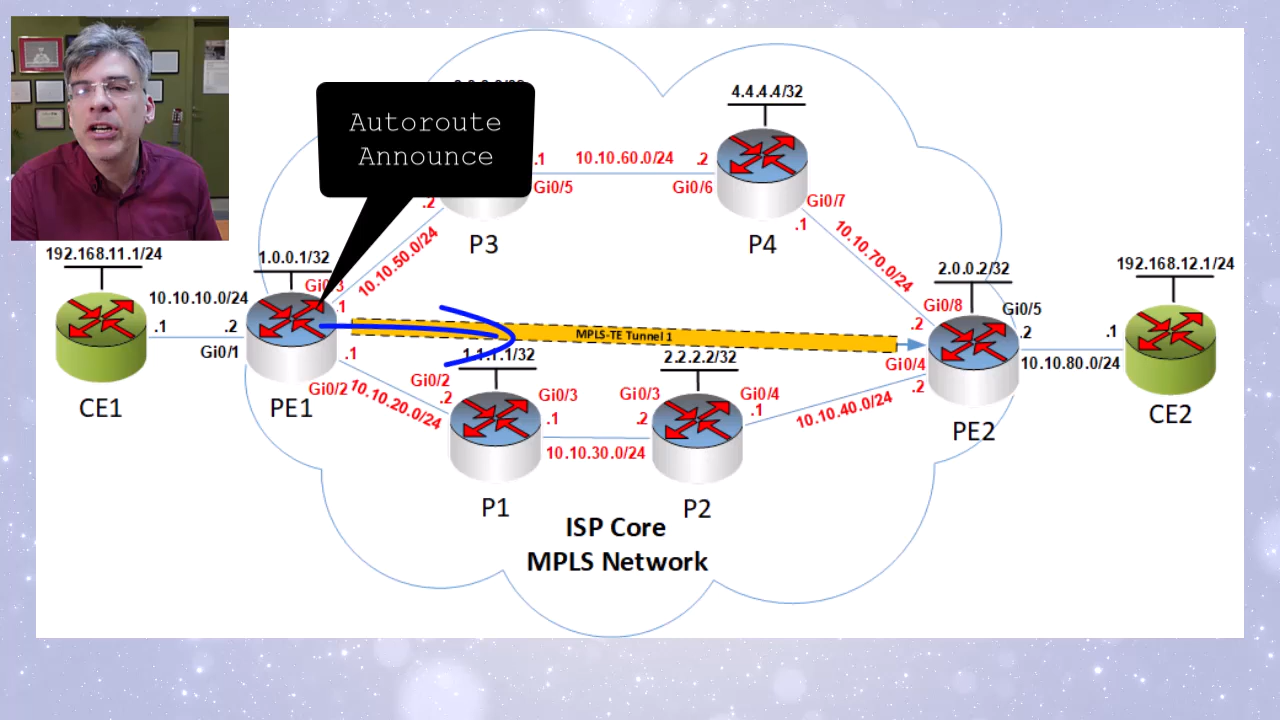 Autoroute
Announce
4.4.4.4/32
.1
10.10.60.0/24
.2
Gi0/5
Gi0/6
Gi0/7
.2
.1
P3
P4
10.10.50.0/24
10.10.70.0/24
192.168.11.1/24
1.0.0.1/32
2.0.0.2/32
192.168.12.1/24
10.10.10.0/24
.1
.2
Gi0/1
.1
Gi0/8
Gi0/5
.2
.2
.1
10.10.80.0/24
MPLS-TE Tunnel 1
.1
1.1.1.1/32
2.2.2.2/32
Gi0/4
.2
Gi0/2
10.10.20.0/24
Gi0/2
.2
Gi0/3
.1
Gi0/3
.2
Gi0/4
.1
10.10.40.0/24
CE1
PE1
PE2
CE2
10.10.30.0/24
P1
P2
ISP Core
MPLS Network